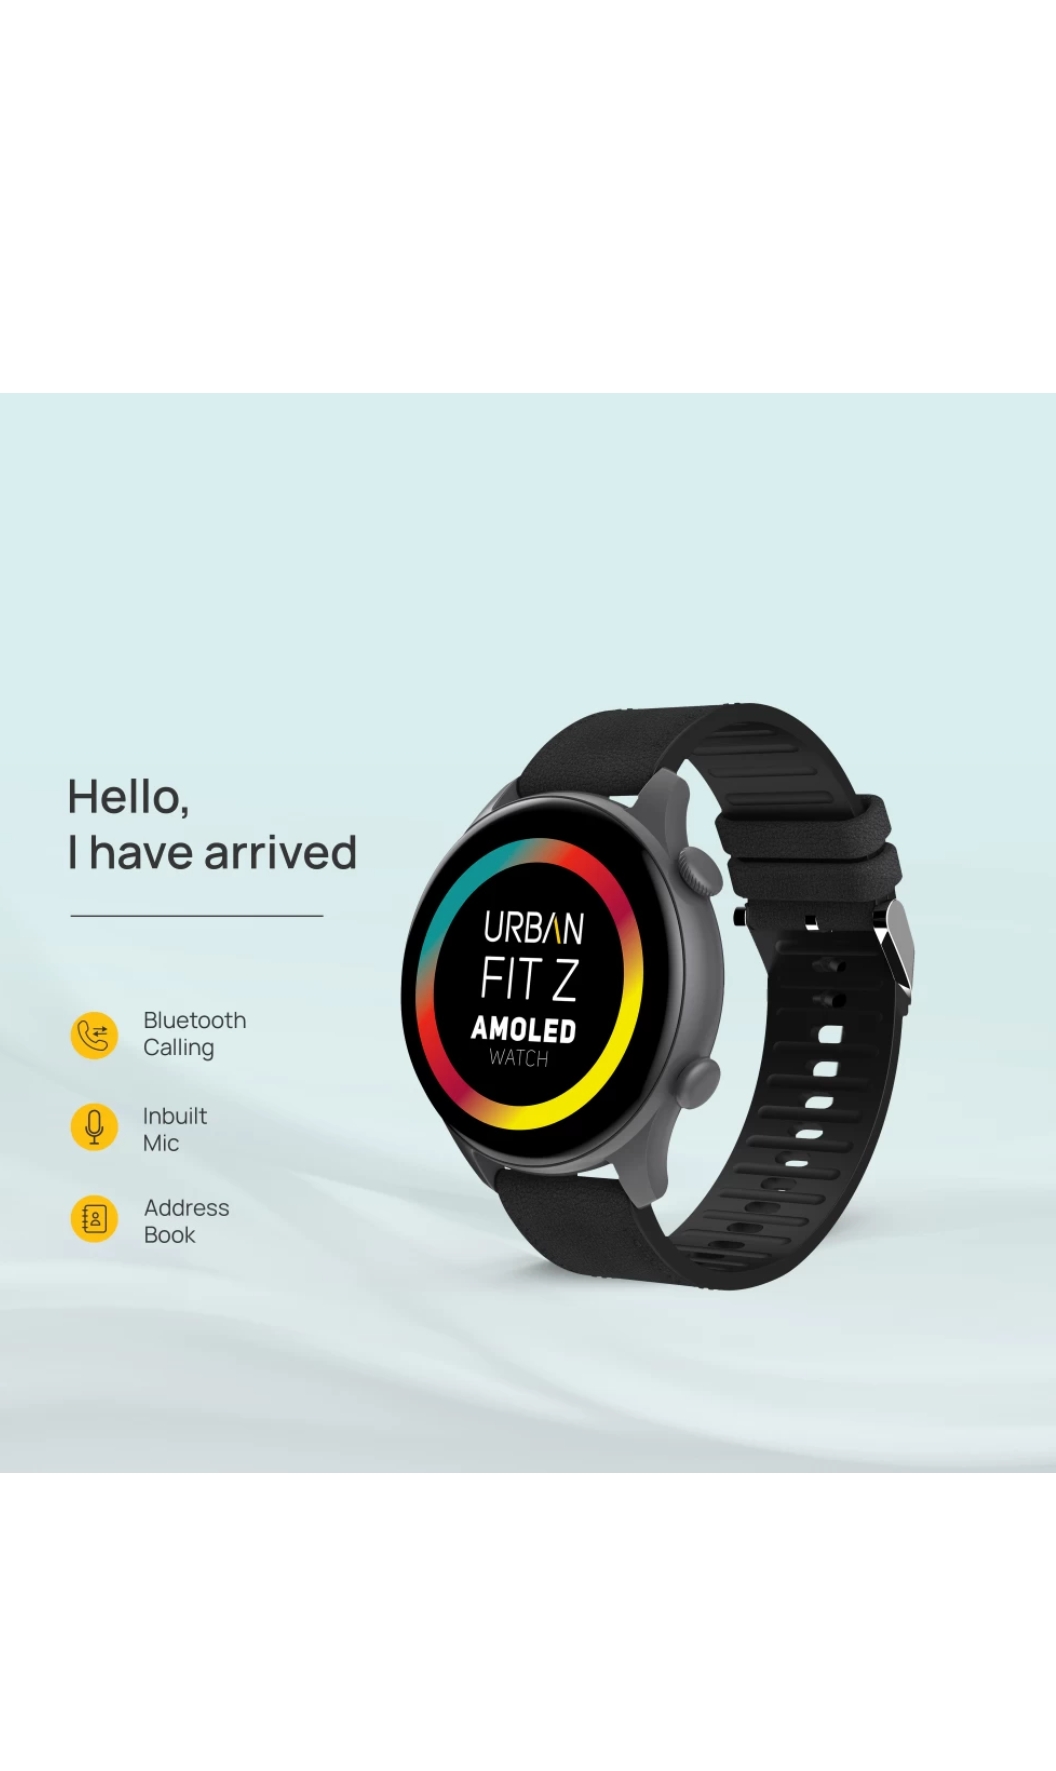 Hello,
I have arrived
Bluetooth
Calling
Inbuilt
Mic
Address
Book
URBAN
FIT Z
AMOLED
WATCH